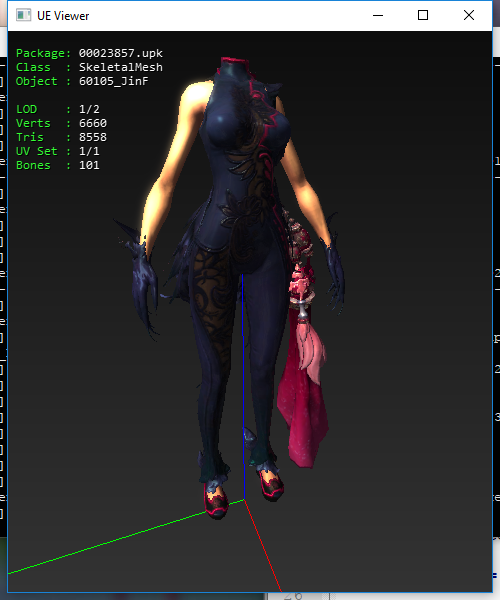 UE Viewer
Package: 00023857.upk
Class : SkeletalMesh
Object : 60105_JinF
LOD : 1/2
Verts : 6660
Tris : 8558
UV Set : 1/1
Bones : 101